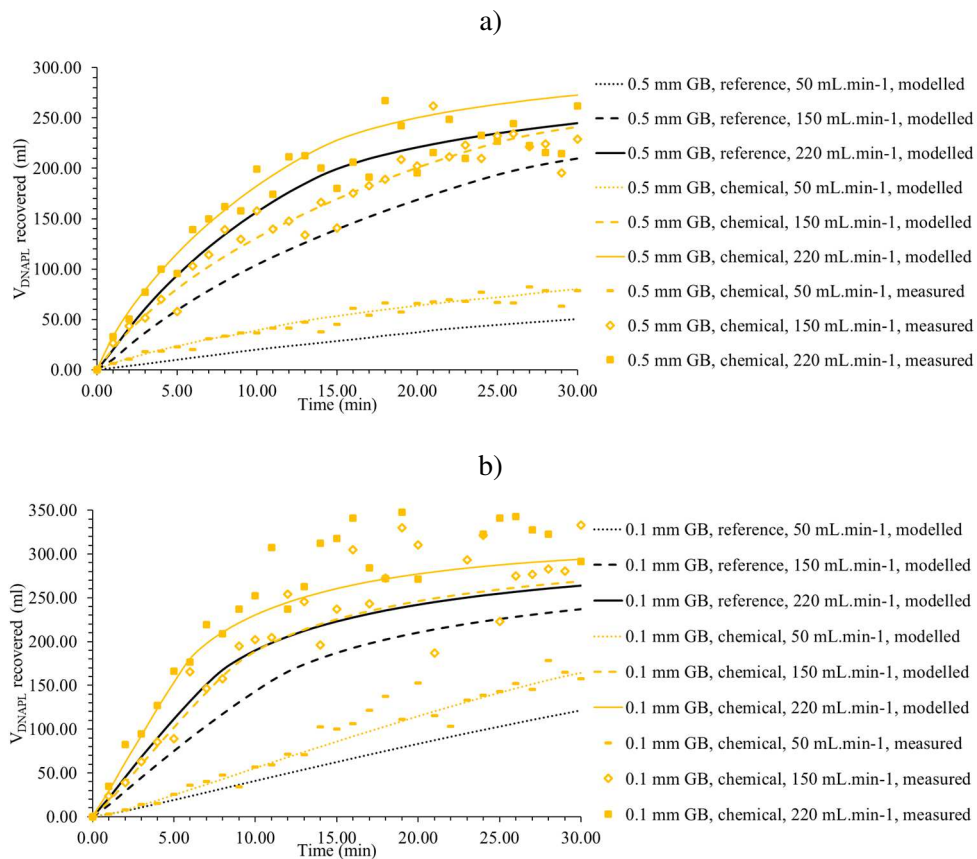 a)
300.00
250.00
200.00
150.00
100.00
50.00
0.00
V_DNAPL recovered (ml)
0.00 5.00 10.00 15.00 20.00 25.00 30.00
Time (min)
0.5 mm GB, reference, 50 mL.min-1, modelled
0.5 mm GB, reference, 150 mL.min-1, modelled
0.5 mm GB, reference, 220 mL.min-1, modelled
0.5 mm GB, chemical, 50 mL.min-1, modelled
0.5 mm GB, chemical, 150 mL.min-1, modelled
0.5 mm GB, chemical, 220 mL.min-1, modelled
0.5 mm GB, chemical, 50 mL.min-1, measured
0.5 mm GB, chemical, 150 mL.min-1, measured
0.5 mm GB, chemical, 220 mL.min-1, measured
b)
350.00
300.00
250.00
200.00
150.00
100.00
50.00
0.00
V_DNAPL recovered (ml)
0.00 5.00 10.00 15.00 20.00 25.00 30.00
Time (min)
0.1 mm GB, reference, 50 mL.min-1, modelled
0.1 mm GB, reference, 150 mL.min-1, modelled
0.1 mm GB, reference, 220 mL.min-1, modelled
0.1 mm GB, chemical, 50 mL.min-1, modelled
0.1 mm GB, chemical, 150 mL.min-1, modelled
0.1 mm GB, chemical, 220 mL.min-1, modelled
0.1 mm GB, chemical, 50 mL.min-1, measured
0.1 mm GB, chemical, 150 mL.min-1, measured
0.1 mm GB, chemical, 220 mL.min-1, measured